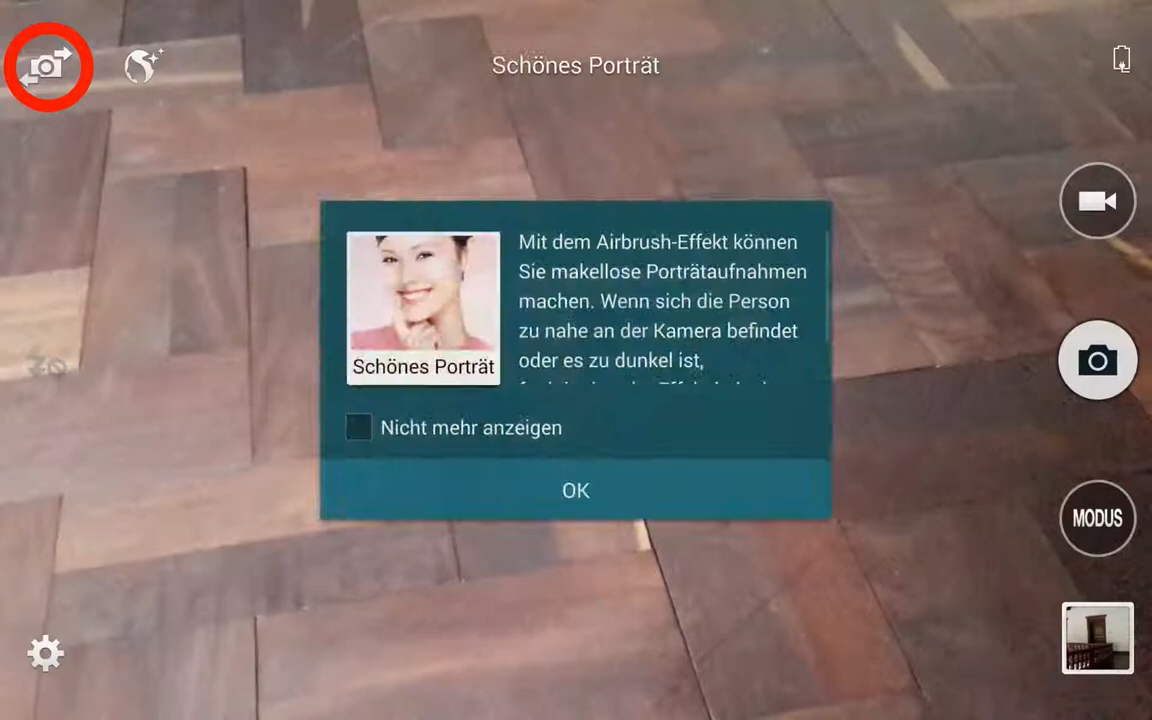 Schönes Porträt
Mit dem Airbrush-Effekt können
Sie makellose Porträtaufnahmen
machen. Wenn sich die Person
zu nahe an der Kamera befindet
oder es zu dunkel ist,
Schönes Porträt
Nicht mehr anzeigen
OK
MODUS